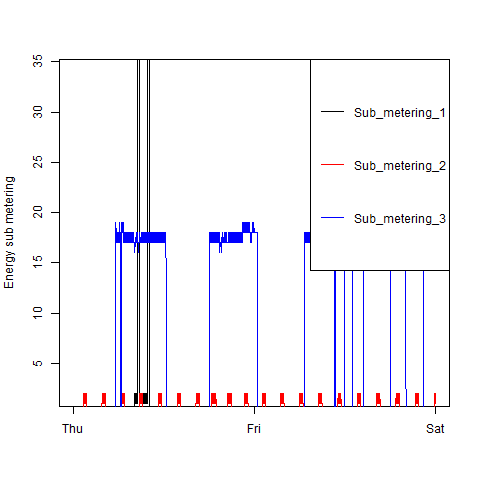 Energy sub metering
35
30
25
20
15
10
5
Thu
Fri
Sat
Sub_metering_1
Sub_metering_2
Sub_metering_3